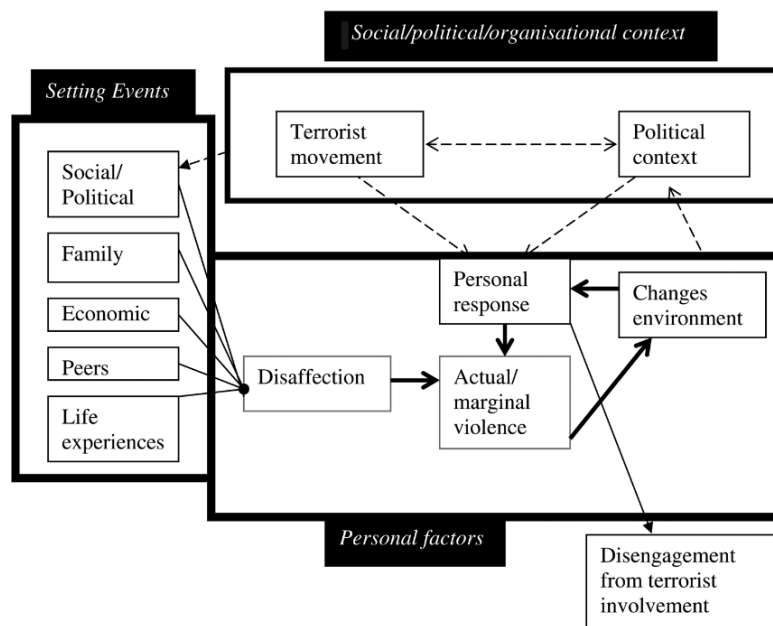 Social/political/organisational context
Setting Events
Terrorist
movement
Political
context
Social/
Political
Family
Economic
Peers
Life
experiences
Personal
response
Changes
environment
Disaffection
Actual/
marginal
violence
Personal factors
Disengagement
from terrorist
involvement